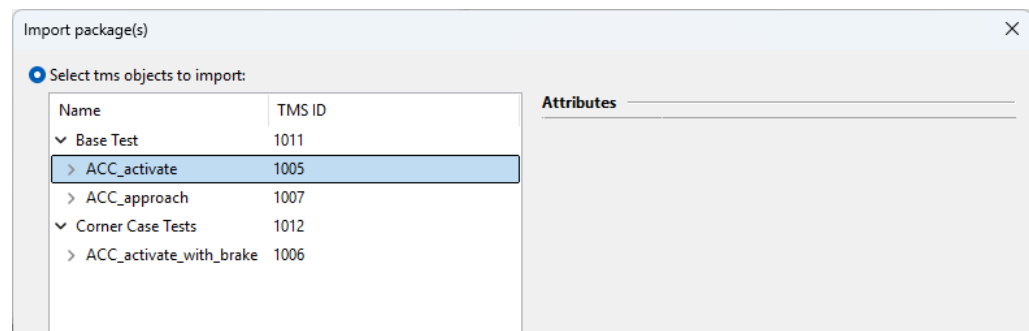 Import package(s)
Select tms objects to import:
Name TMS ID
Attributes
Base Test 1011
ACC_activate 1005
ACC_approach 1007
Corner Case Tests 1012
ACC_activate_with_brake 1006